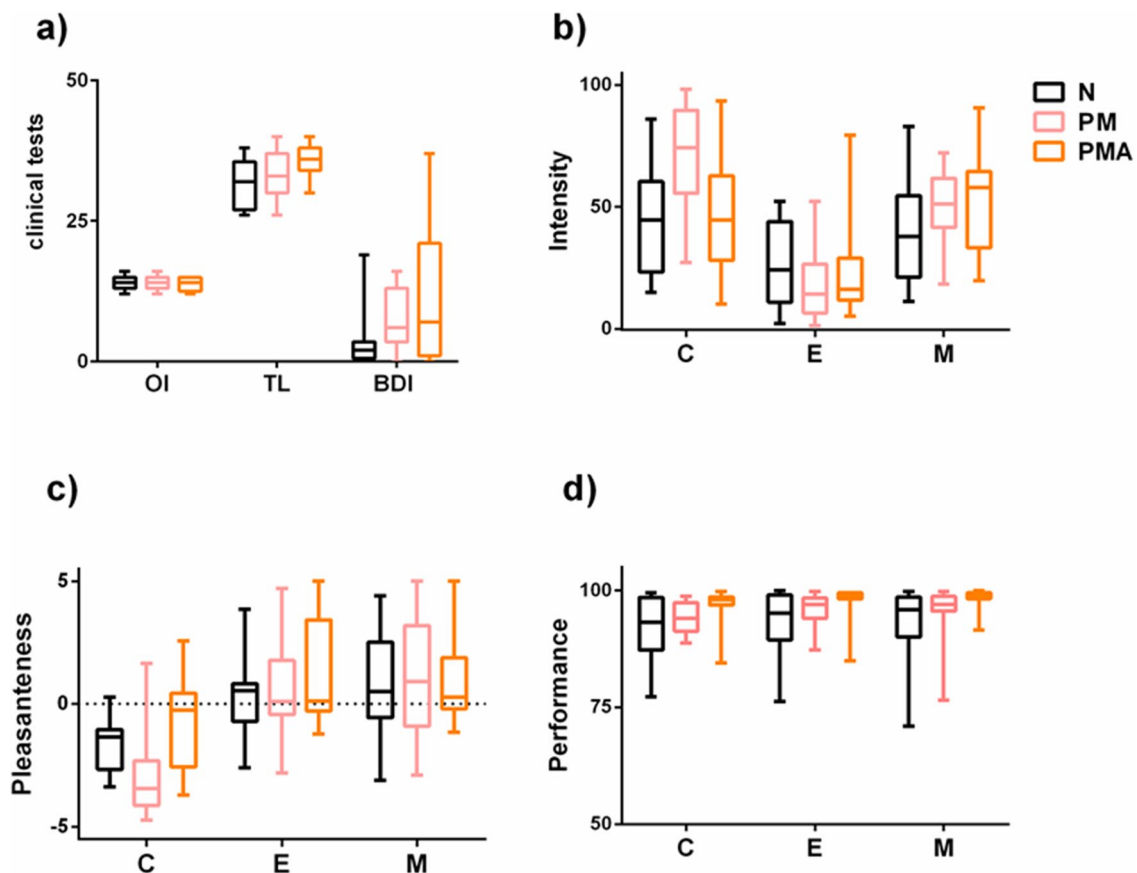 a)
clinical tests
50
25
0
OI TL BDI
b)
Intensity
100
50
0
C E M
N
PM
PMA
c)
Pleasanteness
5
0
-5
C E M
d)
Performance
100
75
50
C E M